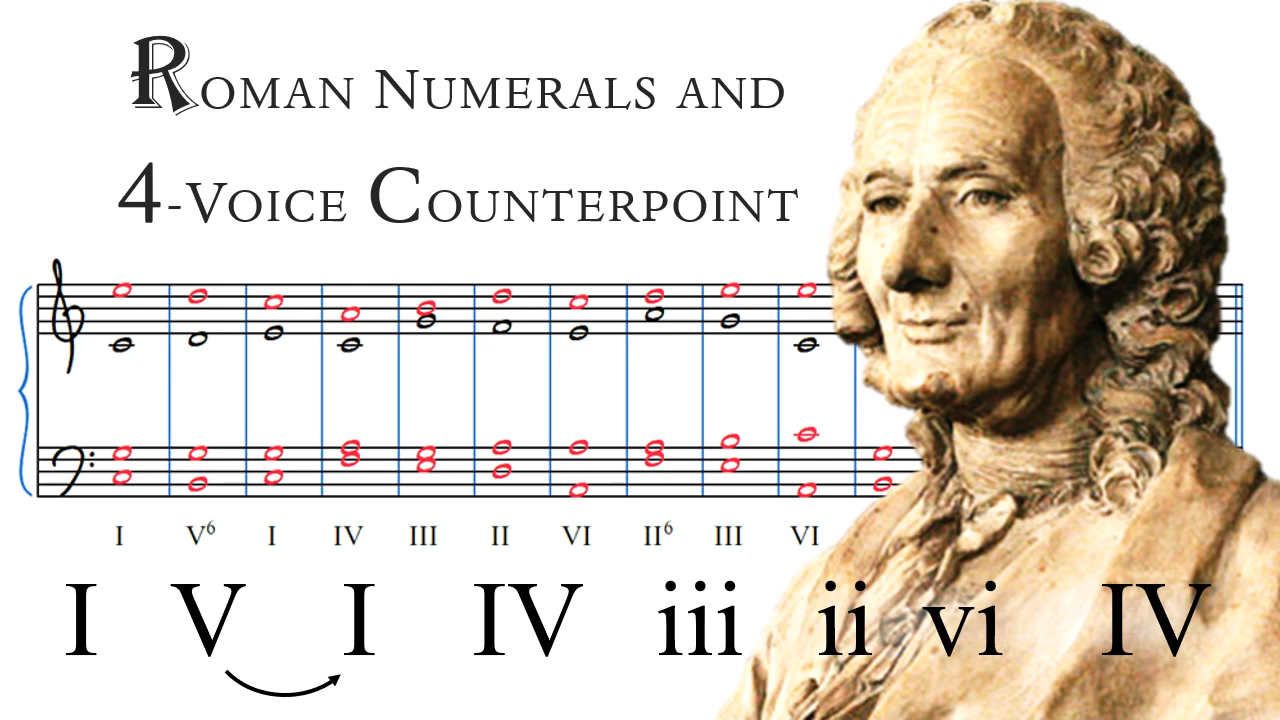 Roman Numerals and
4-Voice Counterpoint
I V6 I IV III II VI II6 III VI
I V I IV iii ii vi IV